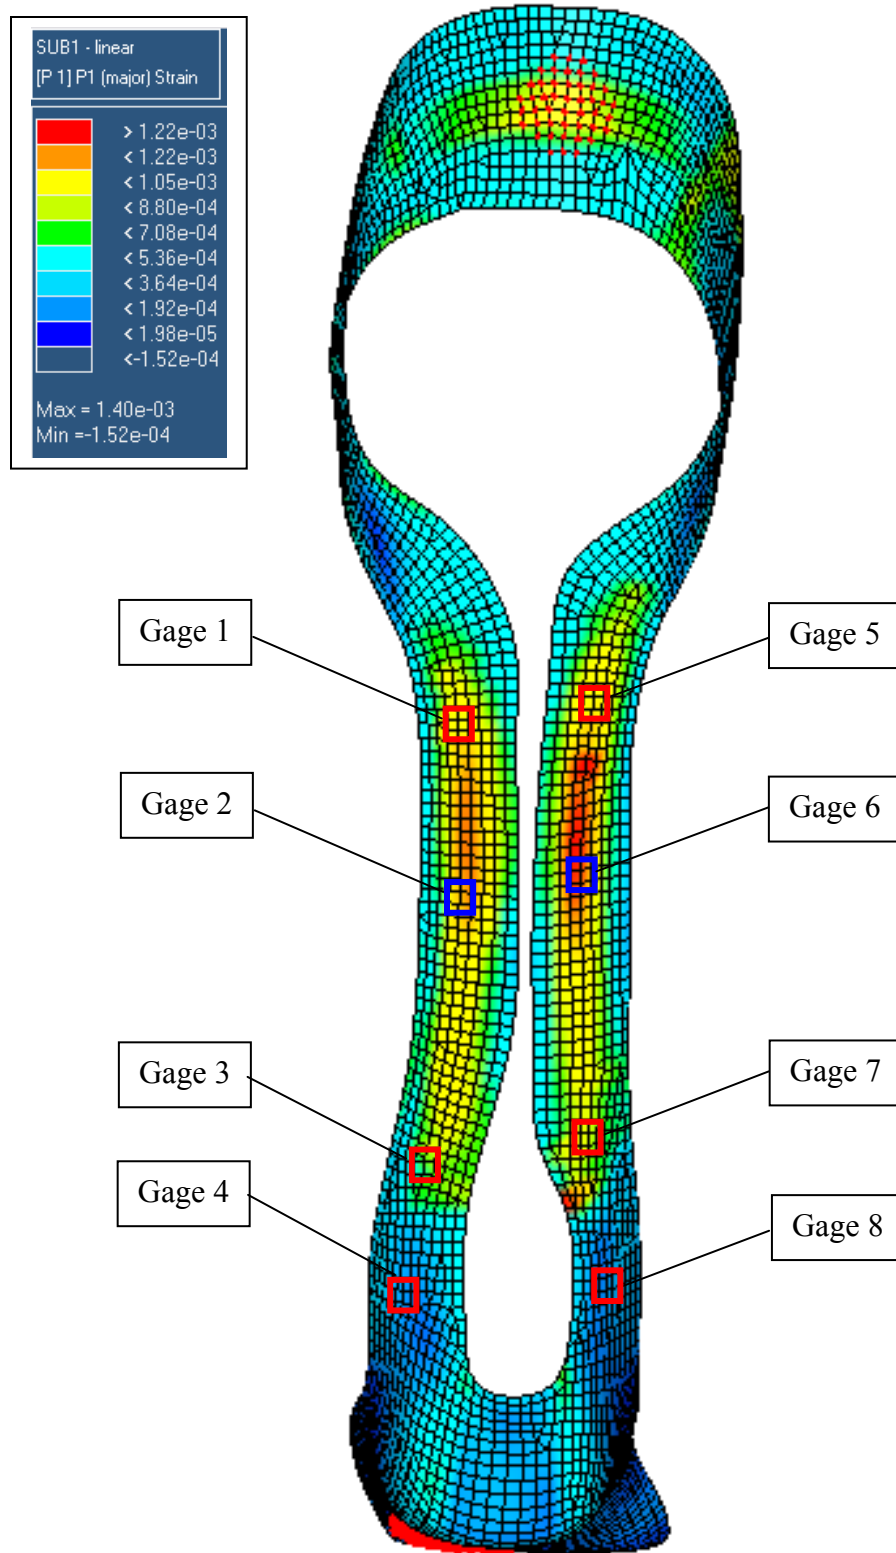 SUB1 - linear
[P 1] P1 (major) Strain
> 1.22e-03
< 1.22e-03
< 1.05e-03
< 8.80e-04
< 7.08e-04
< 5.36e-04
< 3.64e-04
< 1.92e-04
< 1.98e-05
<-1.52e-04
Max = 1.40e-03
Min =-1.52e-04
Gage 1
Gage 5
Gage 2
Gage 6
Gage 3
Gage 7
Gage 4
Gage 8